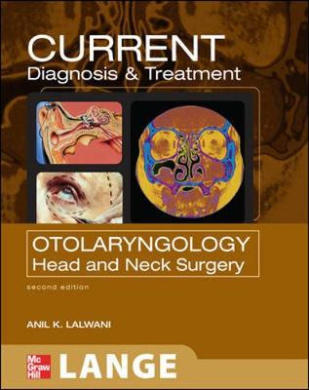 CURRENT
Diagnosis & Treatment
OTOLARYNGOLOGY
Head and Neck Surgery
second edition
ANIL K. LALWANI
Mc
Graw
Hill
LANGE